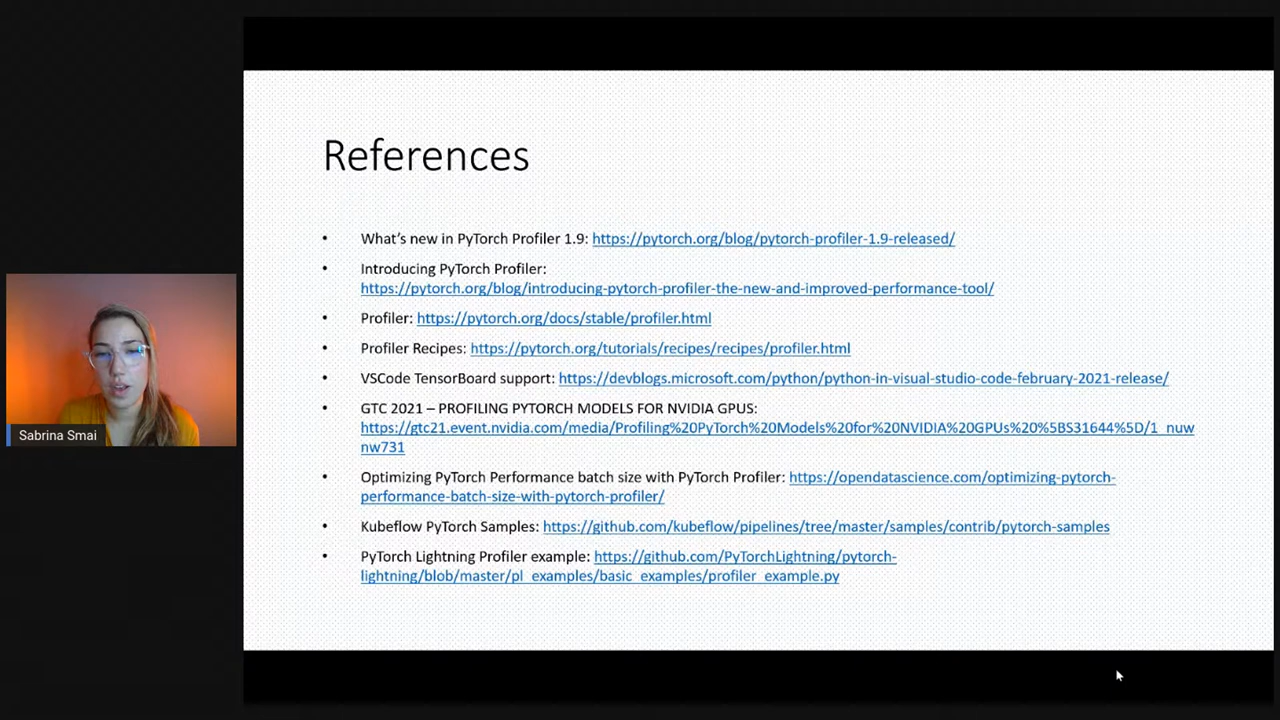 References
• What's new in PyTorch Profiler 1.9: https://pytorch.org/blog/pytorch-profiler-1.9-released/
• Introducing PyTorch Profiler:
https://pytorch.org/blog/introducing-pytorch-profiler-the-new-and-improved-performance-tool/
• Profiler: https://pytorch.org/docs/stable/profiler.html
• Profiler Recipes: https://pytorch.org/tutorials/recipes/recipes/profiler.html
• VSCode TensorBoard support: https://devblogs.microsoft.com/python/python-in-visual-studio-code-february-2021-release/
• GTC 2021 – PROFILING PYTORCH MODELS FOR NVIDIA GPUS:
https://gtc21.event.nvidia.com/media/Profiling%20PyTorch%20Models%20for%20NVIDIA%20GPUs%20%5BS31644%5D/1_nuw
nw731
• Optimizing PyTorch Performance batch size with PyTorch Profiler: https://opendatascience.com/optimizing-pytorch-
performance-batch-size-with-pytorch-profiler/
• Kubeflow PyTorch Samples: https://github.com/kubeflow/pipelines/tree/master/samples/contrib/pytorch-samples
• PyTorch Lightning Profiler example: https://github.com/PyTorchLightning/pytorch-
lightning/blob/master/pl_examples/basic_examples/profiler_example.py
Sabrina Smai